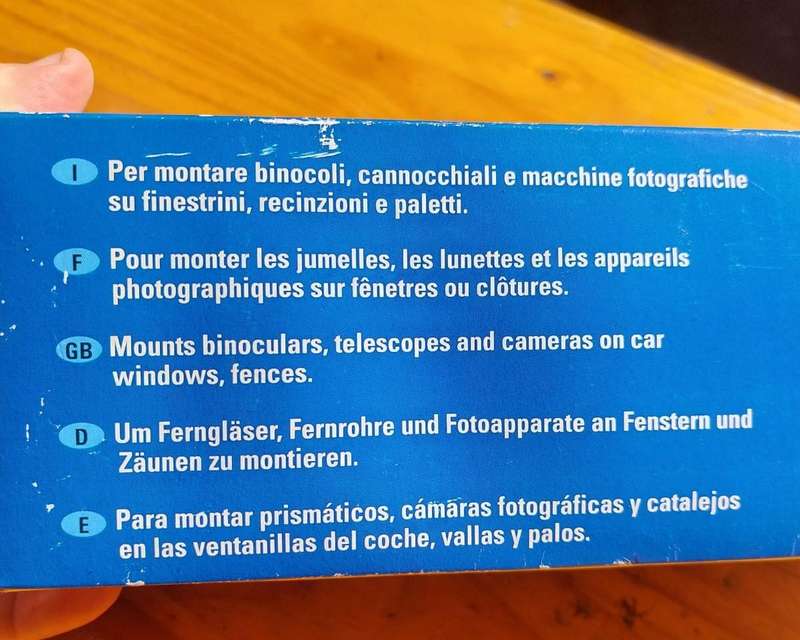 I Per montare binocoli, cannocchiali e macchine fotografiche
su finestrini, recinzioni e paletti.
F Pour monter les jumelles, les lunettes et les appareils
photographiques sur fênetres ou clôtures.
GB Mounts binoculars, telescopes and cameras on car
windows, fences.
D Um Ferngläser, Fernrohre und Fotoapparate an Fenstern und
Zäunen zu montieren.
E Para montar prismáticos, cámaras fotográficas y catalejos
en las ventanillas del coche, vallas y palos.